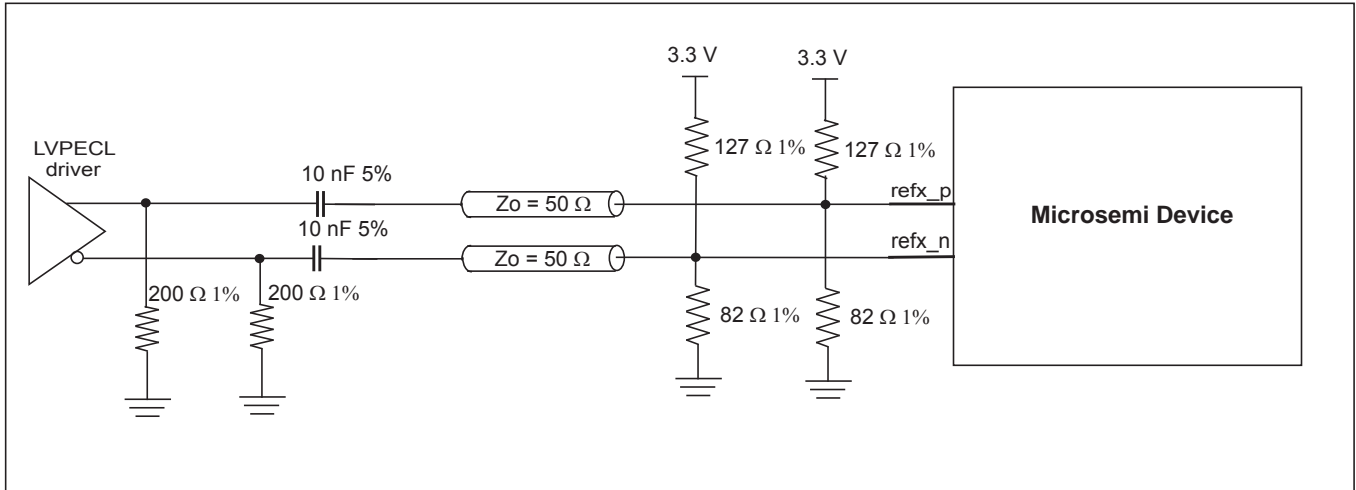 3.3 V 3.3 V
127 Ω 1% 127 Ω 1%
LVPECL
driver
10 nF 5%
Zo = 50 Ω
refx_p
Microsemi Device
10 nF 5%
Zo = 50 Ω
refx_n
200 Ω 1% 200 Ω 1%
82 Ω 1% 82 Ω 1%